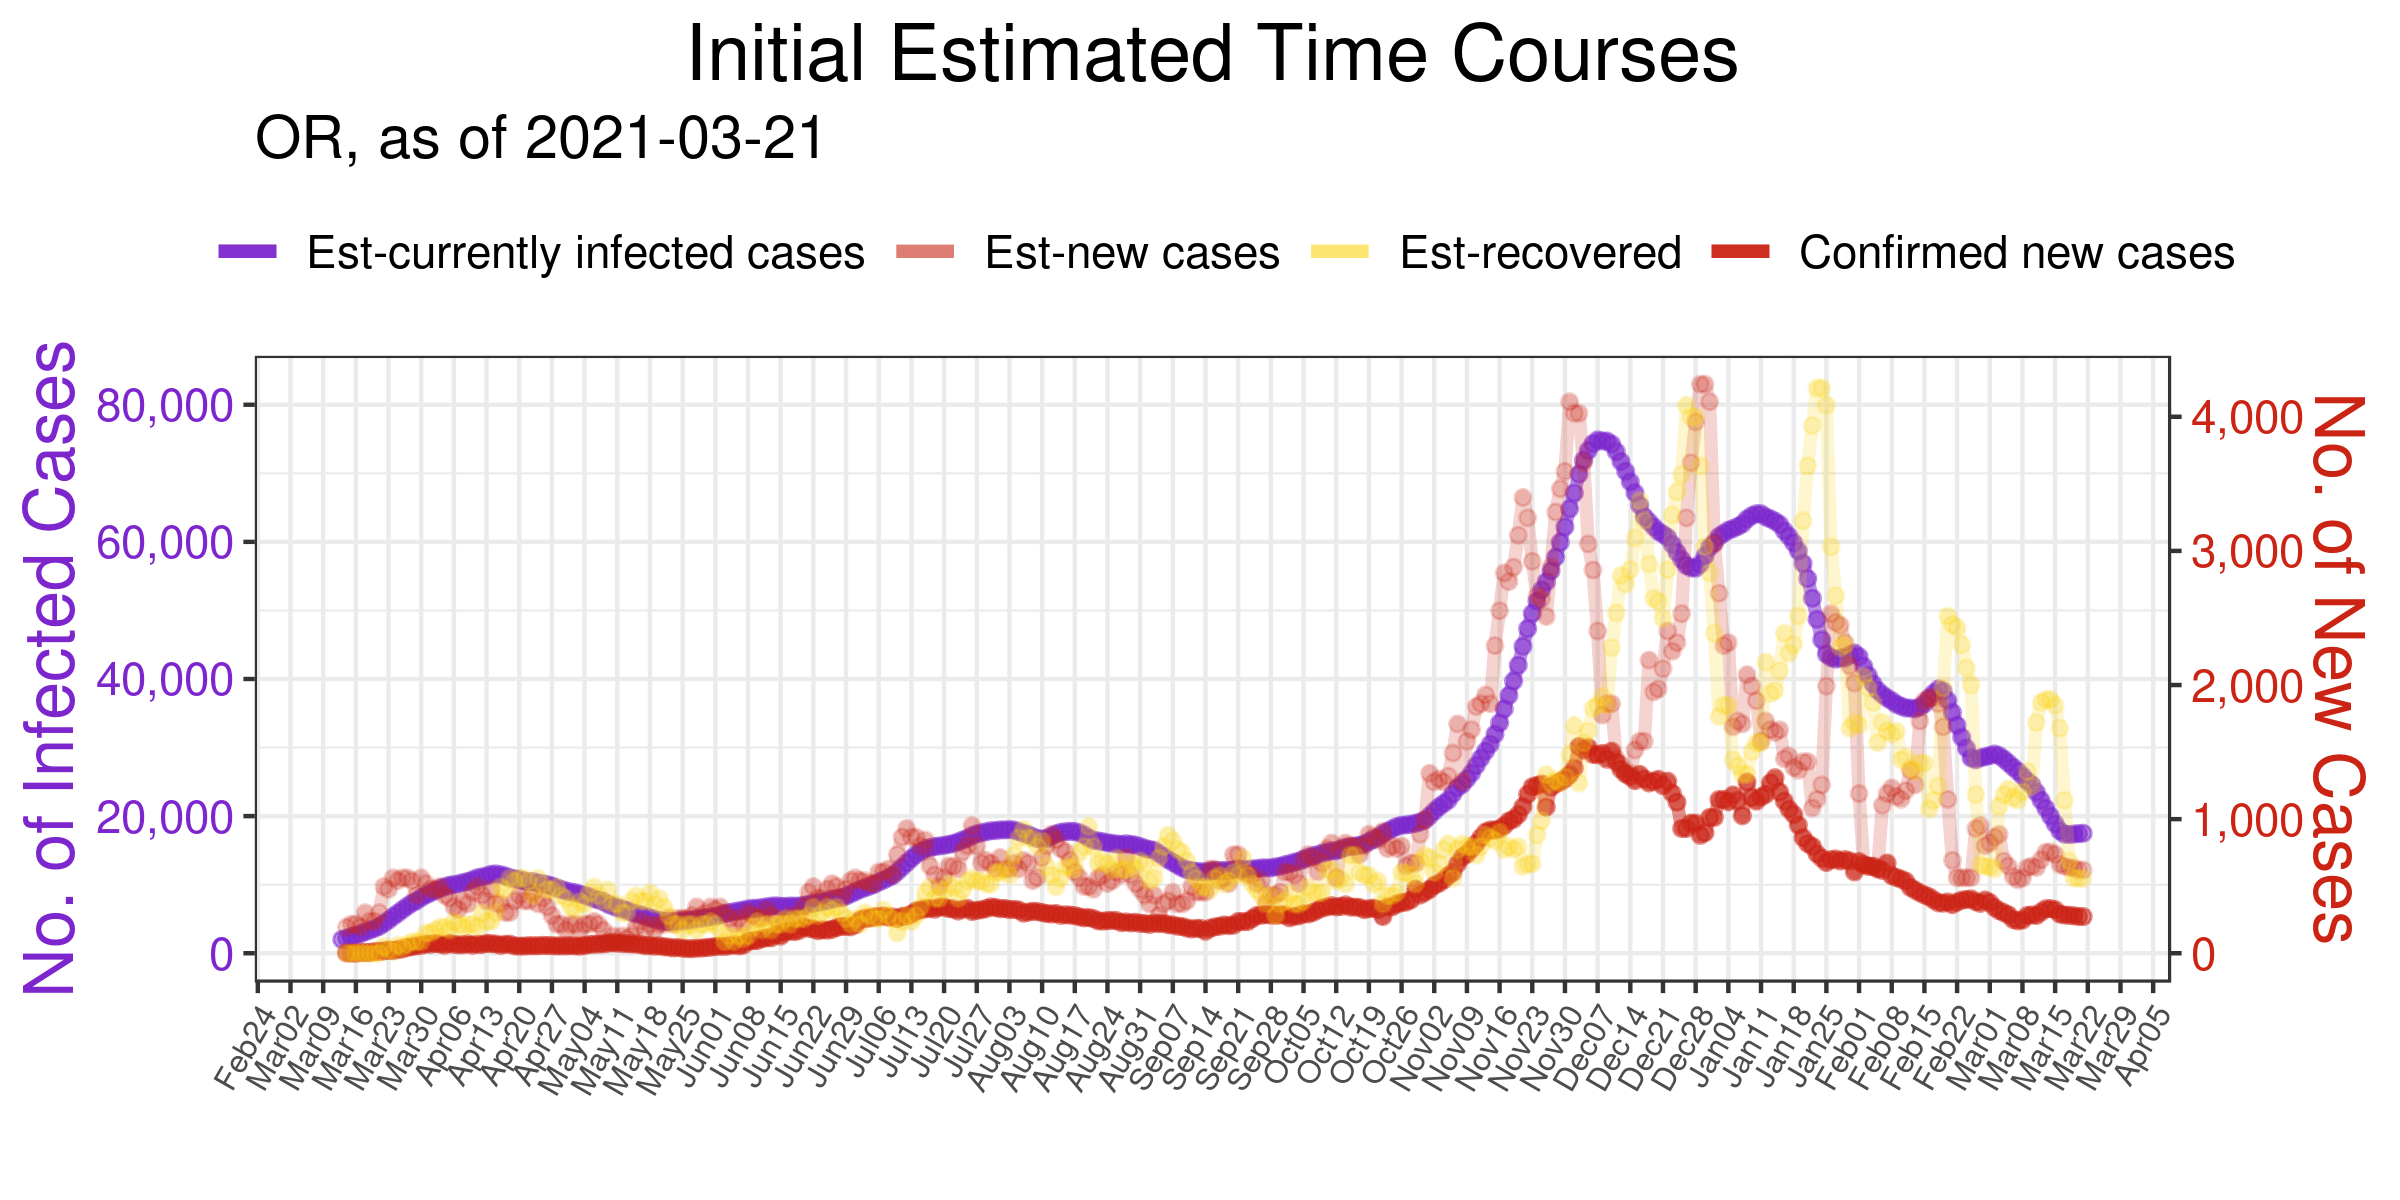 Initial Estimated Time Courses
OR, as of 2021-03-21
Est-currently infected cases Est-new cases Est-recovered Confirmed new cases
No. of Infected Cases
80,000
60,000
40,000
20,000
0
4,000
3,000
2,000
1,000
0
No. of New Cases
Feb24 Mar02 Mar09 Mar16 Mar23 Mar30 Apr06 Apr13 Apr20 Apr27 May04 May11 May18 May25 Jun01 Jun08 Jun15 Jun22 Jun29 Jul06 Jul13 Jul20 Jul27 Aug03 Aug10 Aug17 Aug24 Aug31 Sep07 Sep14 Sep21 Sep28 Oct05 Oct12 Oct19 Oct26 Nov02 Nov09 Nov16 Nov23 Nov30 Dec07 Dec14 Dec21 Dec28 Jan04 Jan11 Jan18 Jan25 Feb01 Feb08 Feb15 Feb22 Mar01 Mar08 Mar15 Mar22 Mar29 Apr05